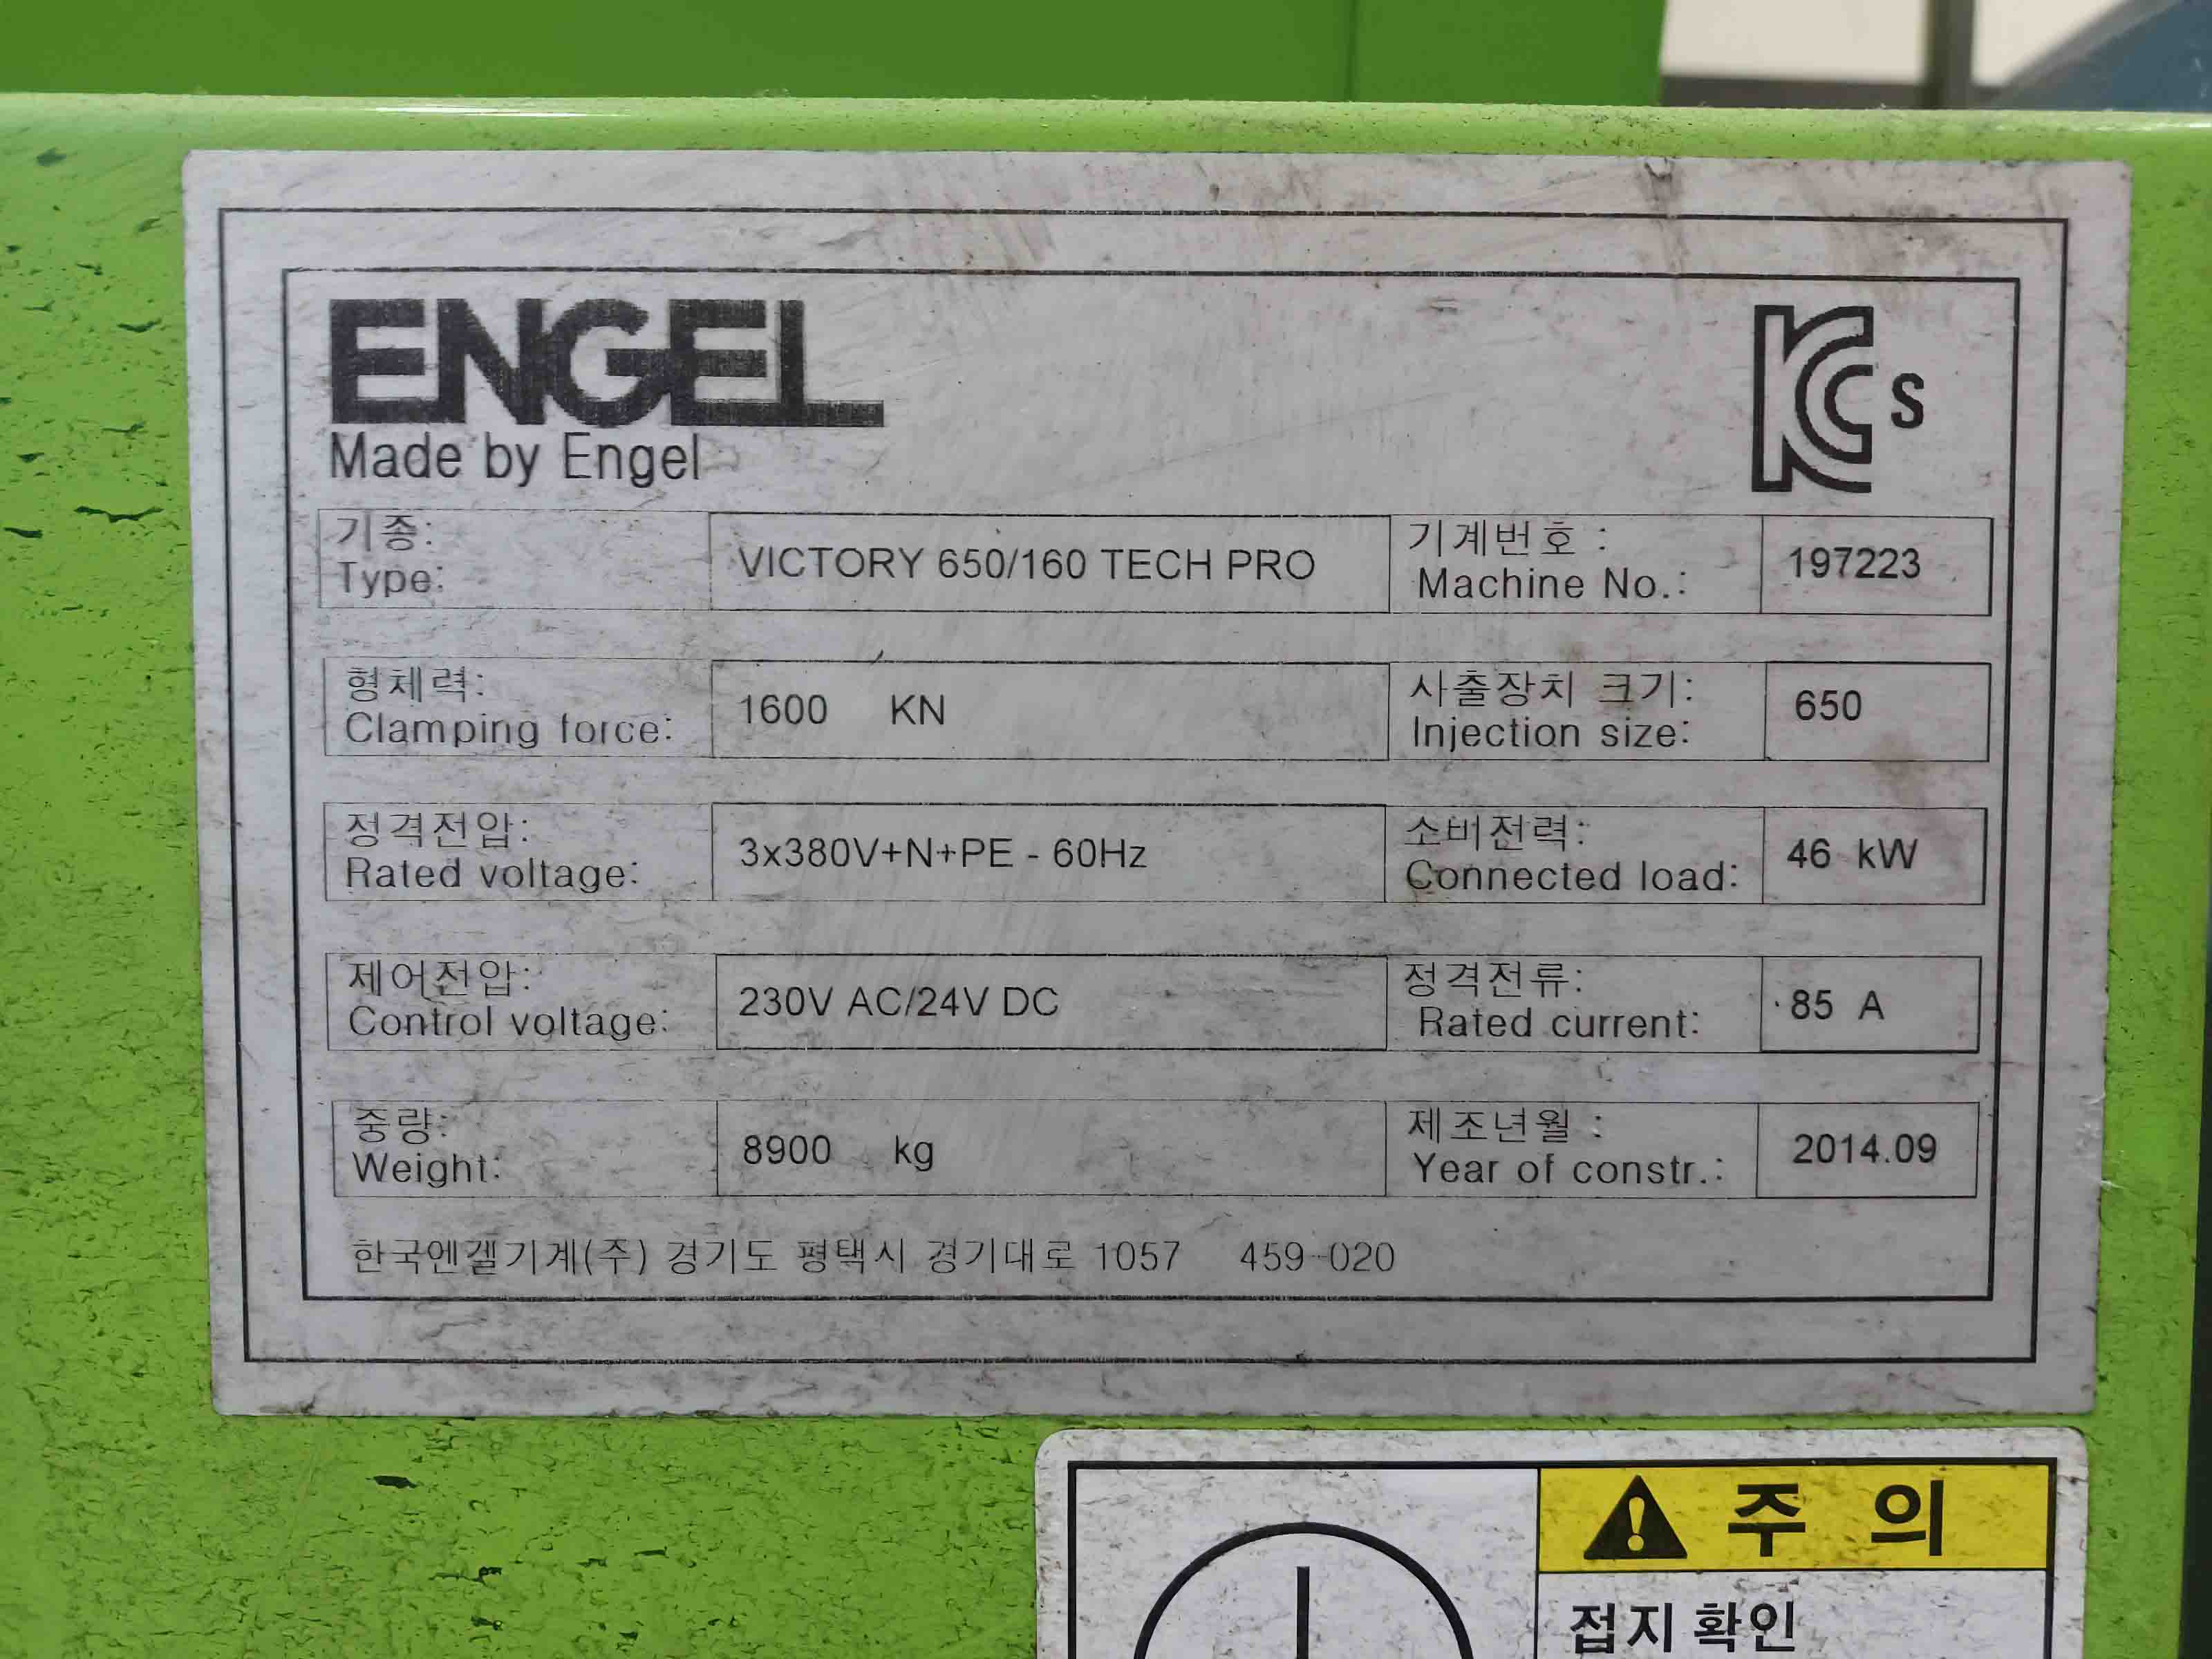 ENGEL
Made by Engel
KCs
기종:
Type:
VICTORY 650/160 TECH PRO
기계번호 :
Machine No.:
197223
형체력:
Clamping force:
1600 KN
사출장치 크기:
Injection size:
650
정격전압:
Rated voltage:
3x380V+N+PE - 60Hz
소비전력:
Connected load:
46 kW
제어전압:
Control voltage:
230V AC/24V DC
정격전류:
Rated current:
85 A
중량:
Weight:
8900 kg
제조년월 :
Year of constr.:
2014.09
한국엔겔기계(주) 경기도 평택시 경기대로 1057 459-020
주 의
접지 확인